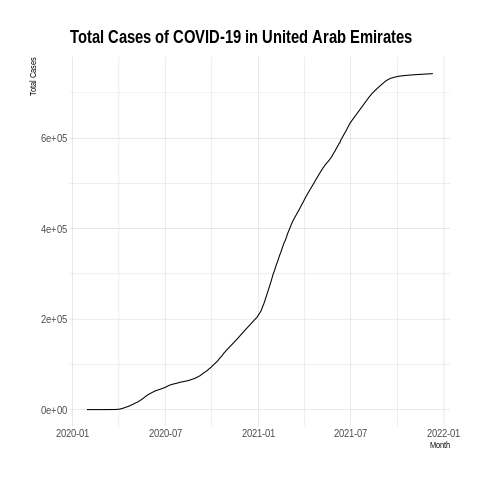 Total Cases of COVID-19 in United Arab Emirates
Total Cases
6e+05
4e+05
2e+05
0e+00
2020-01 2020-07 2021-01 2021-07 2022-01
Month